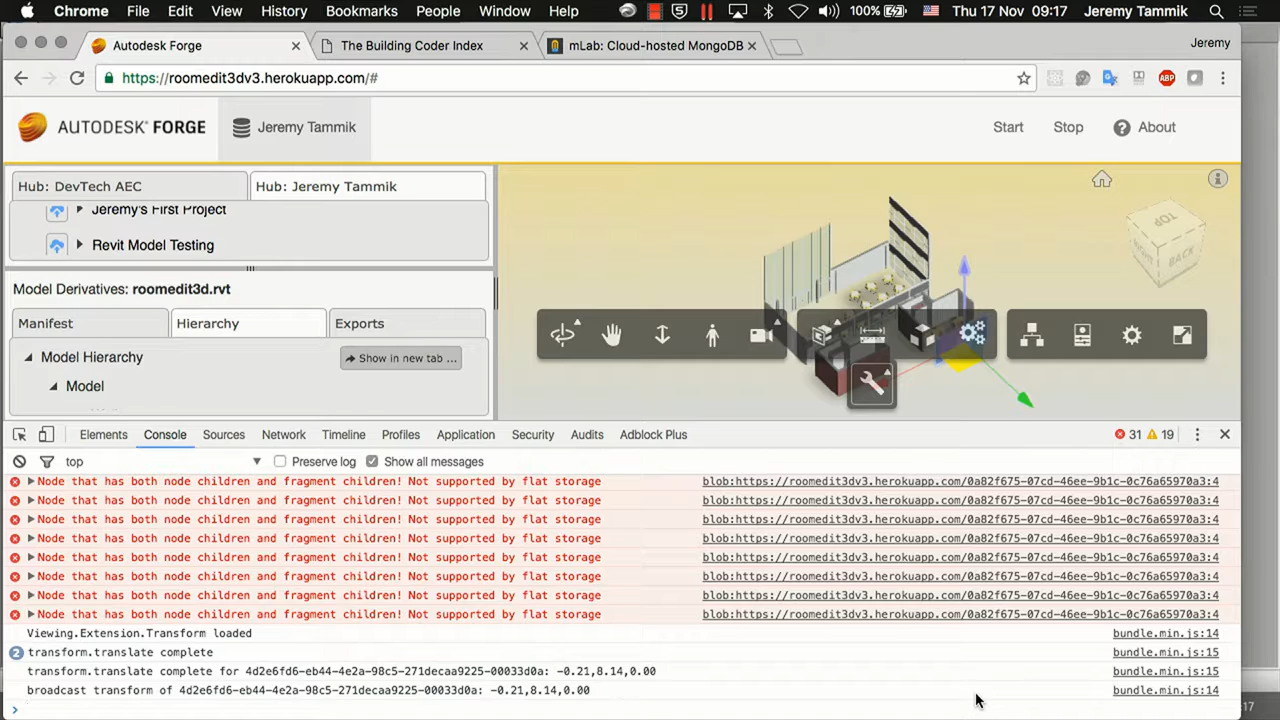 Chrome File Edit View History Bookmarks People Window Help 100% Thu 17 Nov 09:17 Jeremy Tammik
Autodesk Forge
The Building Coder Index
mLab: Cloud-hosted MongoDB
Jeremy
https://roomedit3dv3.herokuapp.com/#
AUTODESK® FORGE
Jeremy Tammik
Start Stop About
Hub: DevTech AEC
Hub: Jeremy Tammik
Jeremy's First Project
Revit Model Testing
Model Derivatives: roomedit3d.rvt
Manifest Hierarchy Exports
Model Hierarchy
Show in new tab ...
Model
TOP
BACK
Elements Console Sources Network Timeline Profiles Application Security Audits Adblock Plus 31 19
top Preserve log Show all messages
Node that has both node children and fragment children! Not supported by flat storage blob:https://roomedit3dv3.herokuapp.com/0a82f675-07cd-46ee-9b1c-0c76a65970a3:4
Node that has both node children and fragment children! Not supported by flat storage blob:https://roomedit3dv3.herokuapp.com/0a82f675-07cd-46ee-9b1c-0c76a65970a3:4
Node that has both node children and fragment children! Not supported by flat storage blob:https://roomedit3dv3.herokuapp.com/0a82f675-07cd-46ee-9b1c-0c76a65970a3:4
Node that has both node children and fragment children! Not supported by flat storage blob:https://roomedit3dv3.herokuapp.com/0a82f675-07cd-46ee-9b1c-0c76a65970a3:4
Node that has both node children and fragment children! Not supported by flat storage blob:https://roomedit3dv3.herokuapp.com/0a82f675-07cd-46ee-9b1c-0c76a65970a3:4
Node that has both node children and fragment children! Not supported by flat storage blob:https://roomedit3dv3.herokuapp.com/0a82f675-07cd-46ee-9b1c-0c76a65970a3:4
Node that has both node children and fragment children! Not supported by flat storage blob:https://roomedit3dv3.herokuapp.com/0a82f675-07cd-46ee-9b1c-0c76a65970a3:4
Node that has both node children and fragment children! Not supported by flat storage blob:https://roomedit3dv3.herokuapp.com/0a82f675-07cd-46ee-9b1c-0c76a65970a3:4
Viewing.Extension.Transform loaded bundle.min.js:14
2 transform.translate complete bundle.min.js:15
transform.translate complete for 4d2e6fd6-eb44-4e2a-98c5-271decaa9225-00033d0a: -0.21,8.14,0.00 bundle.min.js:15
broadcast transform of 4d2e6fd6-eb44-4e2a-98c5-271decaa9225-00033d0a: -0.21,8.14,0.00 bundle.min.js:14
:17